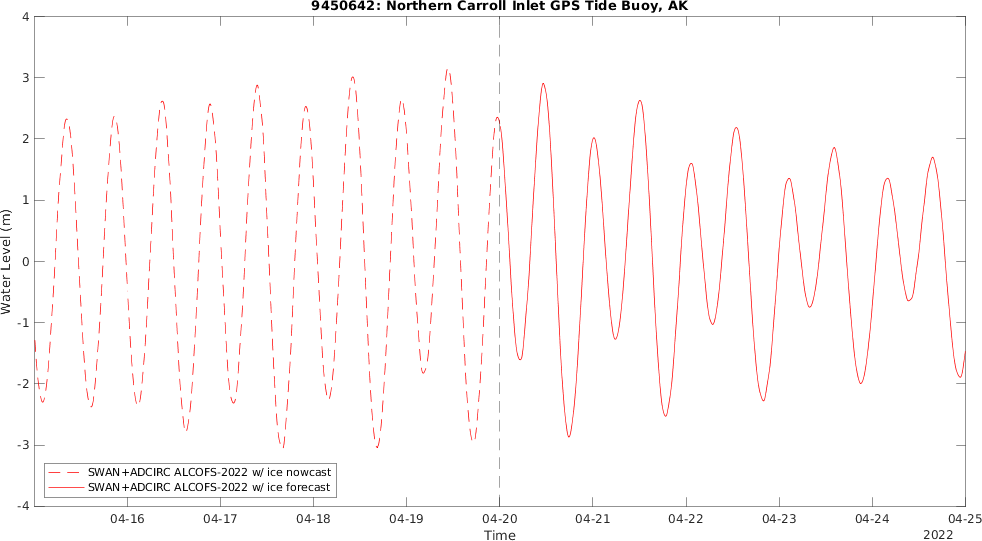 9450642: Northern Carroll Inlet GPS Tide Buoy, AK
4
3
2
1
0
-1
-2
-3
-4
Water Level (m)
SWAN+ADCIRC ALCOFS-2022 w/ ice nowcast
SWAN+ADCIRC ALCOFS-2022 w/ ice forecast
04-16 04-17 04-18 04-19 04-20 04-21 04-22 04-23 04-24 04-25
Time
2022